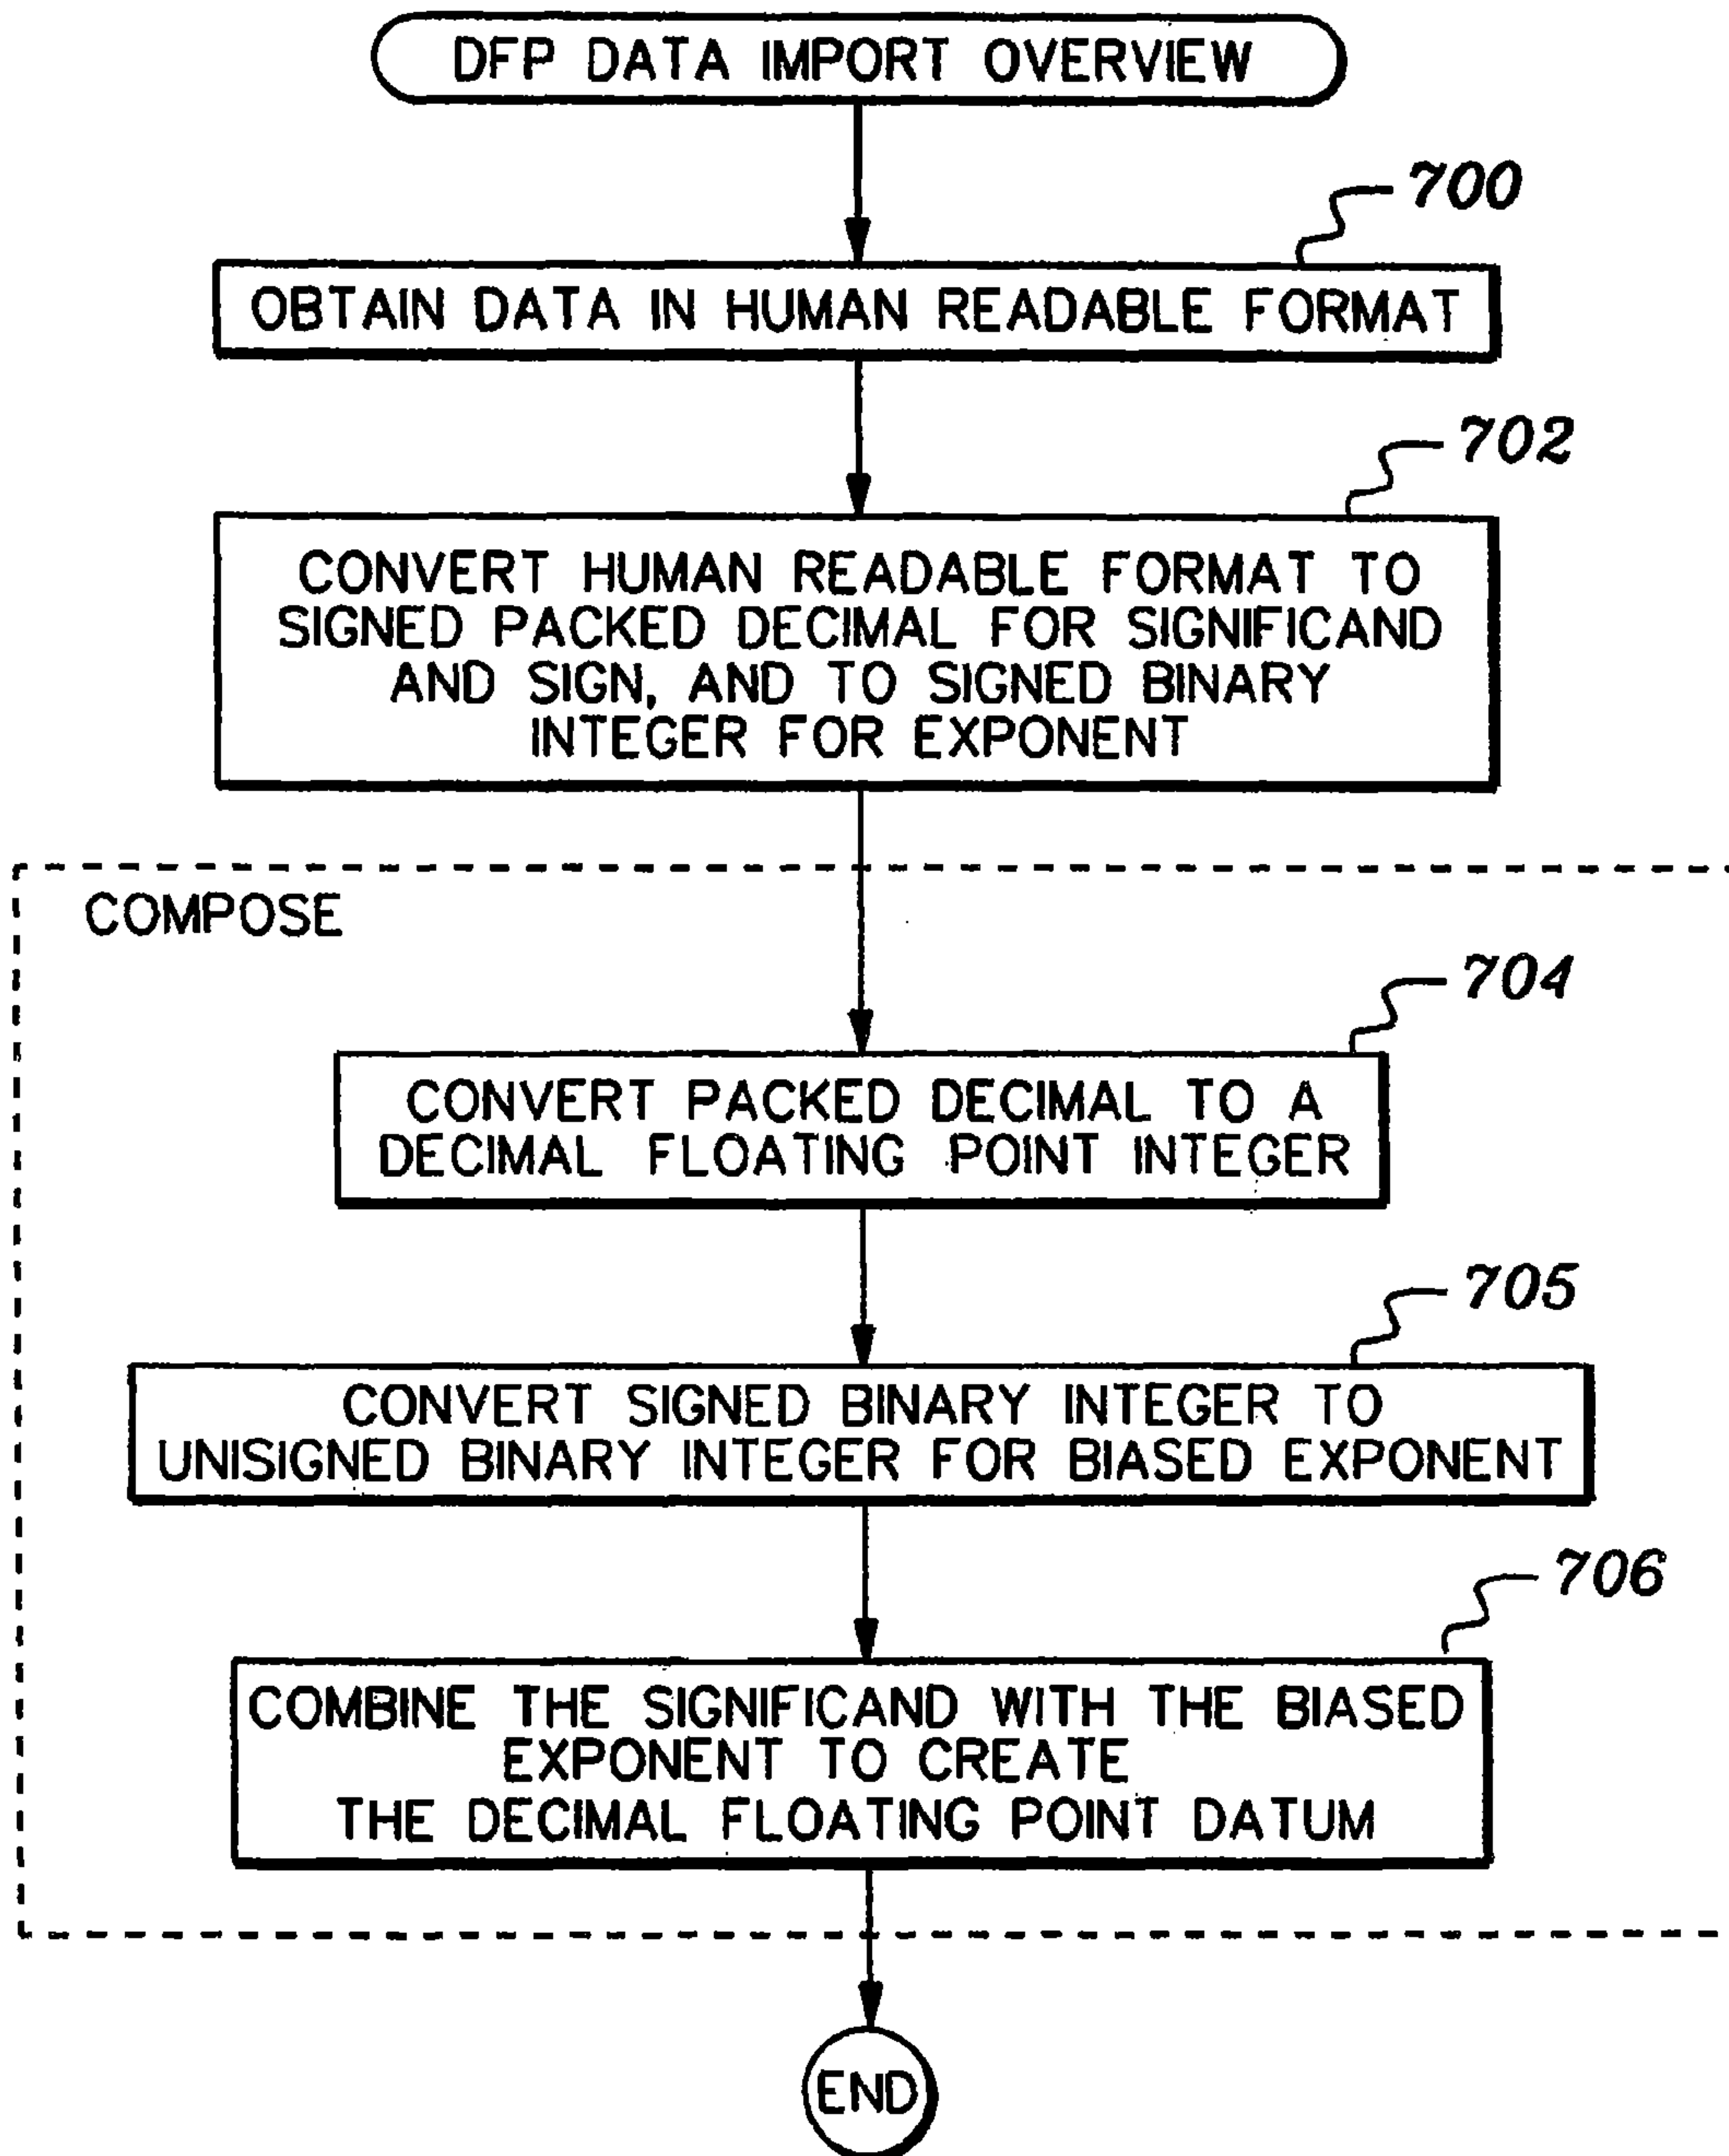 DFP DATA IMPORT OVERVIEW
700
OBTAIN DATA IN HUMAN READABLE FORMAT
702
CONVERT HUMAN READABLE FORMAT TO
SIGNED PACKED DECIMAL FOR SIGNIFICAND
AND SIGN, AND TO SIGNED BINARY
INTEGER FOR EXPONENT
COMPOSE
704
CONVERT PACKED DECIMAL TO A
DECIMAL FLOATING POINT INTEGER
705
CONVERT SIGNED BINARY INTEGER TO
UNISIGNED BINARY INTEGER FOR BIASED EXPONENT
706
COMBINE THE SIGNIFICAND WITH THE BIASED
EXPONENT TO CREATE
THE DECIMAL FLOATING POINT DATUM
END